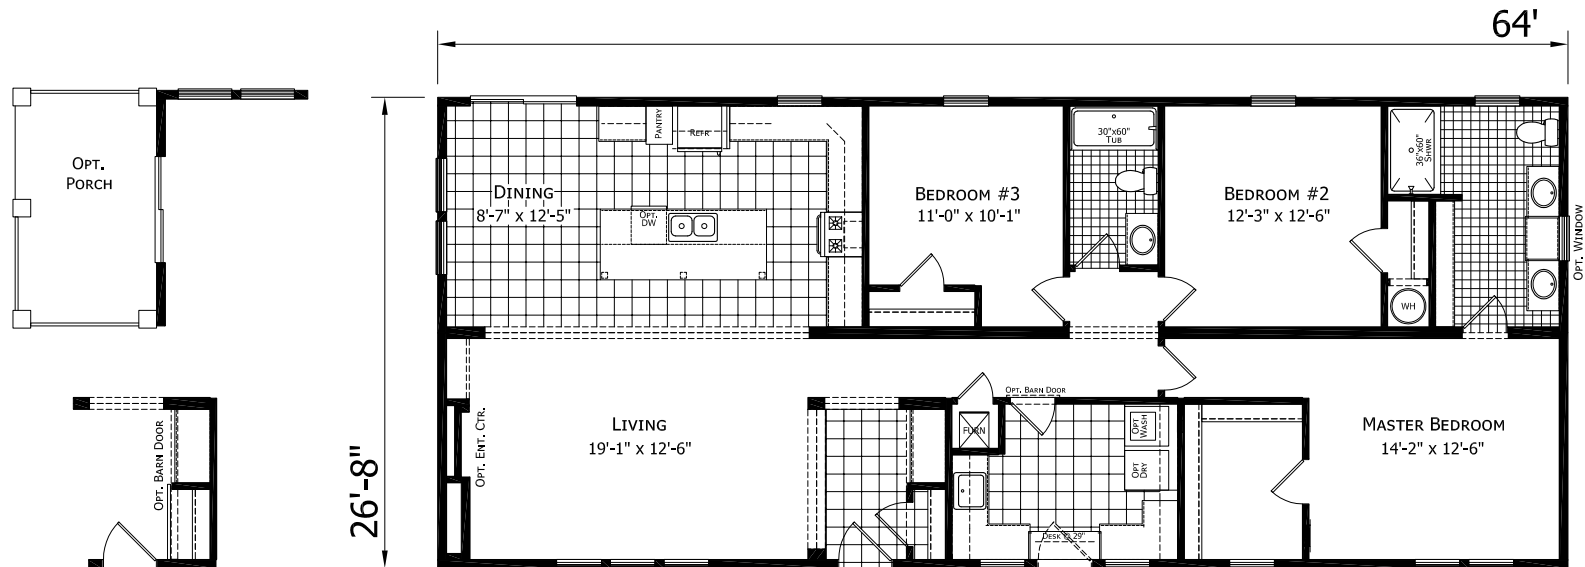 64'
OPT.
PORCH
OPT. BARN DOOR
26'-8"
DINING
8'-7" x 12'-5"
PANTRY
REFR
OPT.
DW
BEDROOM #3
11'-0" x 10'-1"
30"x60"
TUB
BEDROOM #2
12'-3" x 12'-6"
36"x60"
SHWR
WH
OPT. WINDOW
LIVING
19'-1" x 12'-6"
OPT. ENT. CTR.
FURN
OPT. BARN DOOR
OPT
WASH
OPT
DRY
DESK 29"
MASTER BEDROOM
14'-2" x 12'-6"